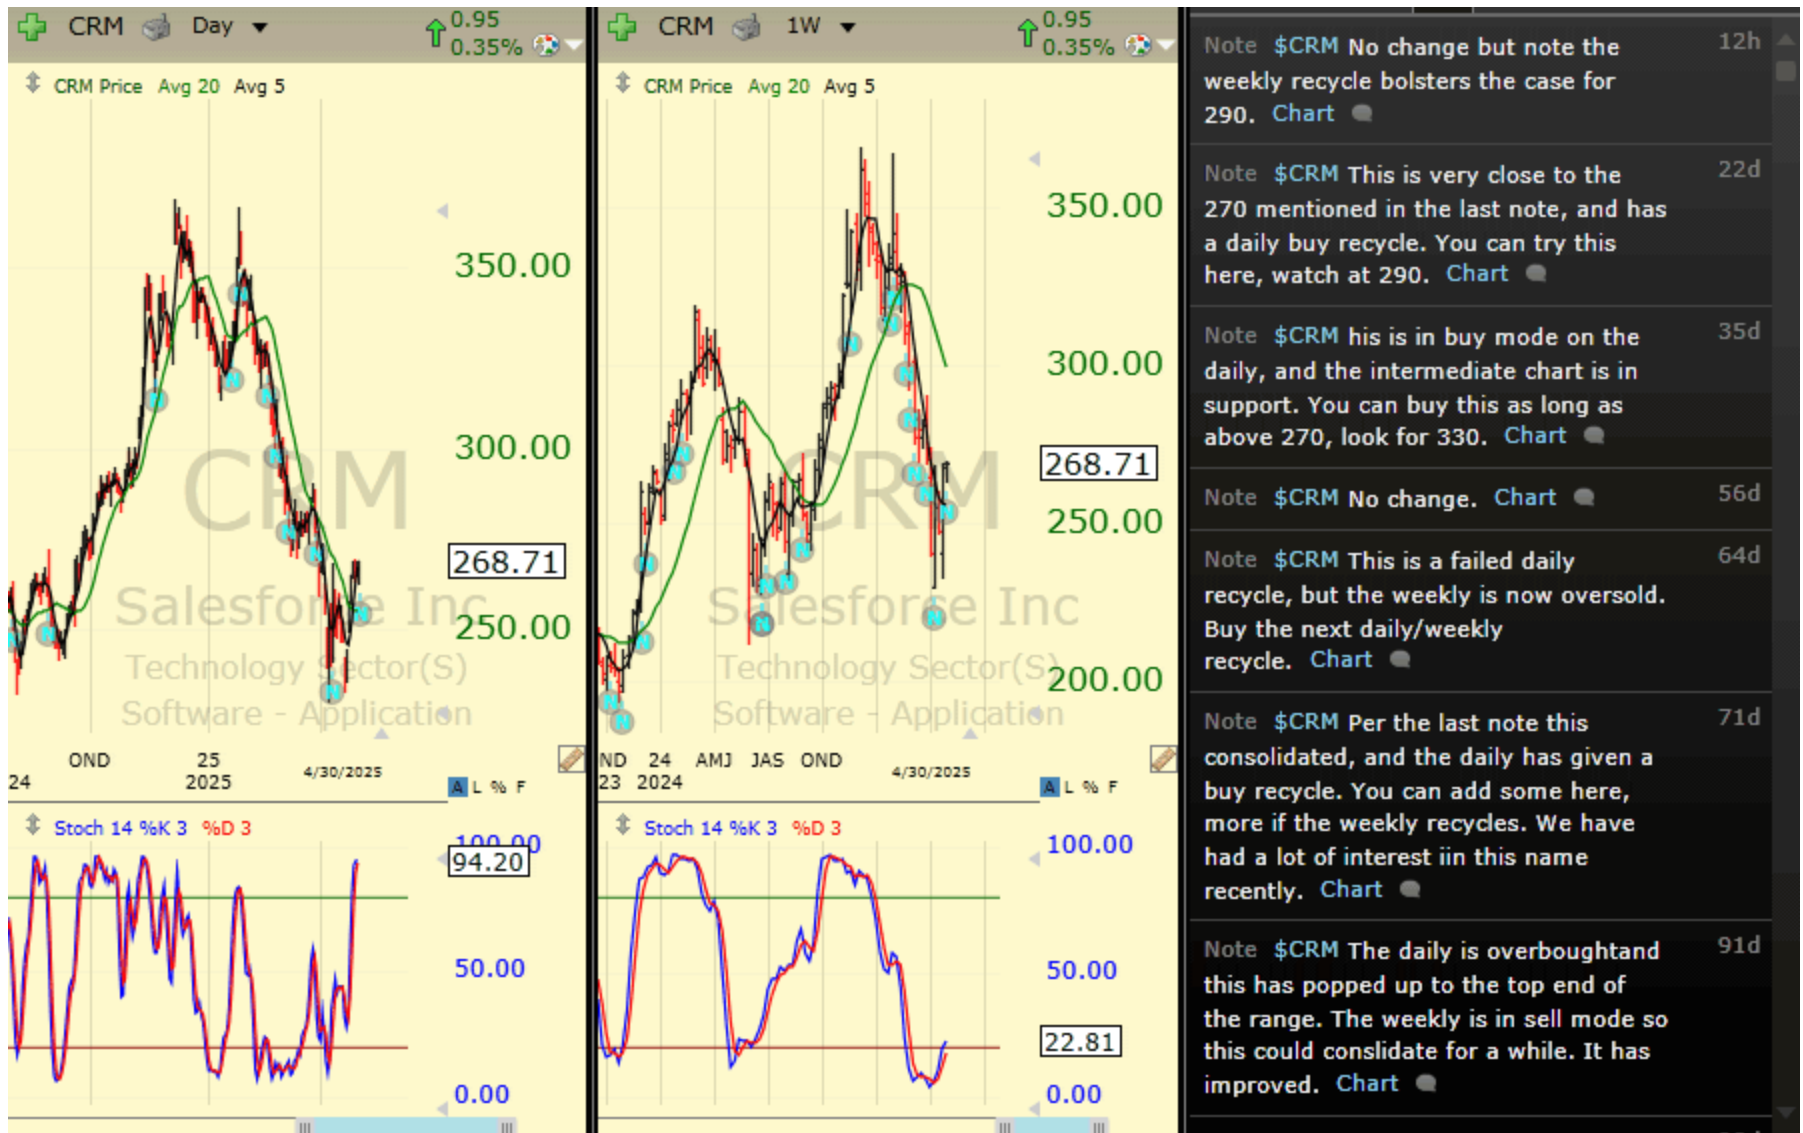 CRM Day
0.95
0.35%
CRM Price Avg 20 Avg 5
350.00
300.00
268.71
250.00
CRM
Salesforse Inc
Technology Sector(S)
Software - Application
OND 25
24 2025 4/30/2025
A L % F
Stoch 14 %K 3 %D 3
100.00
94.20
50.00
0.00
CRM 1W
0.95
0.35%
CRM Price Avg 20 Avg 5
350.00
300.00
268.71
250.00
200.00
CRM
Salesforse Inc
Technology Sector(S)
Software - Application
ND 24 AMJ JAS OND
23 2024 4/30/2025
A L % F
Stoch 14 %K 3 %D 3
100.00
50.00
22.81
0.00
Note $CRM No change but note the 12h
weekly recycle bolsters the case for
290. Chart
Note $CRM This is very close to the 22d
270 mentioned in the last note, and has
a daily buy recycle. You can try this
here, watch at 290. Chart
Note $CRM his is in buy mode on the 35d
daily, and the intermediate chart is in
support. You can buy this as long as
above 270, look for 330. Chart
Note $CRM No change. Chart 56d
Note $CRM This is a failed daily 64d
recycle, but the weekly is now oversold.
Buy the next daily/weekly
recycle. Chart
Note $CRM Per the last note this 71d
consolidated, and the daily has given a
buy recycle. You can add some here,
more if the weekly recycles. We have
had a lot of interest iin this name
recently. Chart
Note $CRM The daily is overboughtand 91d
this has popped up to the top end of
the range. The weekly is in sell mode so
this could conslidate for a while. It has
improved. Chart